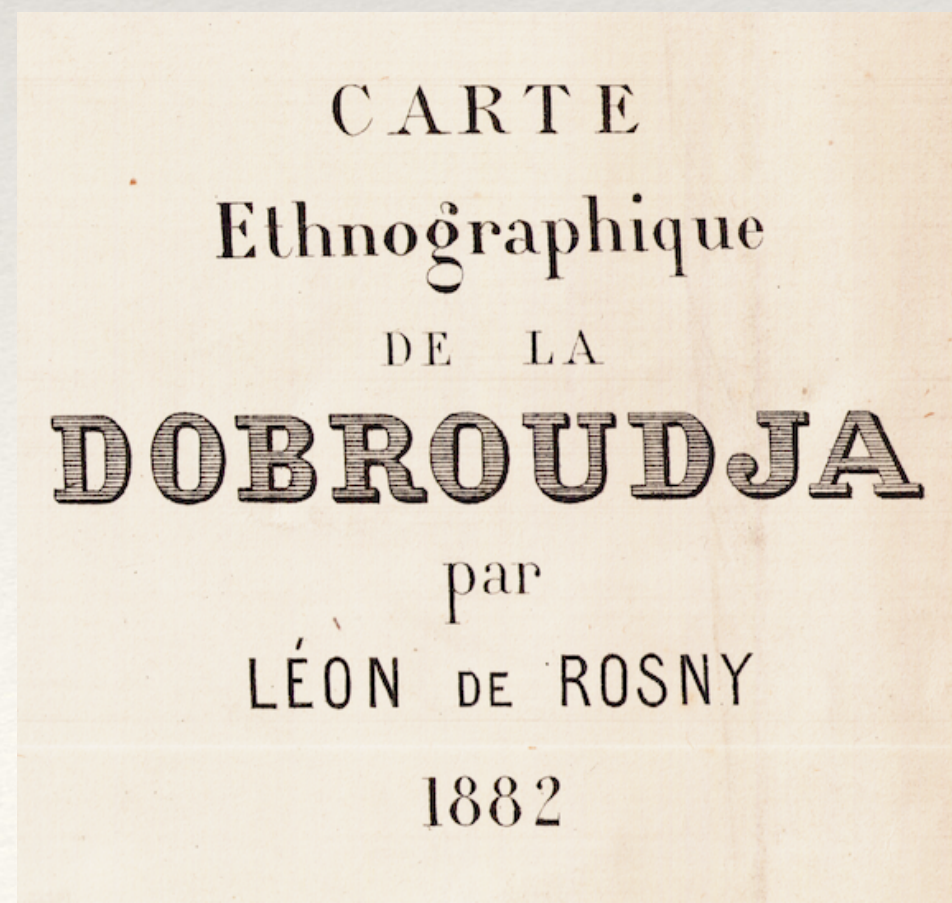 CARTE
Ethnographique
DE LA
DOBROUDJA
par
LÉON DE ROSNY
1882